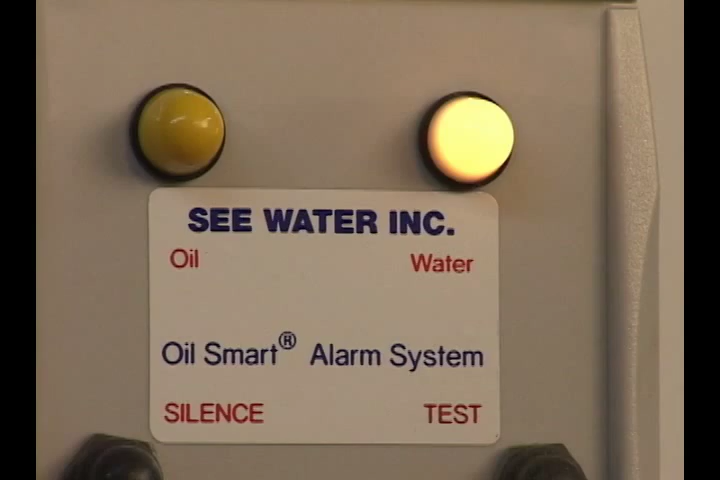 SEE WATER INC.
Oil Water
Oil Smart® Alarm System
SILENCE TEST